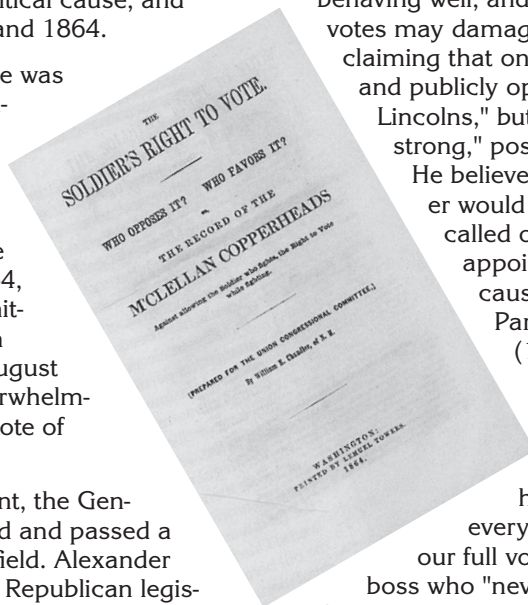 litical cause, and
and 1864.
e was
-
e
4,
it-
n
ugust
rwhelm-
ote of
nt, the Gen-
d and passed a
field. Alexander
Republican legis-
THE
SOLDIER'S RIGHT TO VOTE.
WHO OPPOSES IT? WHO FAVORS IT?
OR,
THE RECORD OF THE
M'CLELLAN COPPERHEADS
Against allowing the Soldier who fights, the Right to Vote
while fighting.
[PREPARED FOR THE UNION CONGRESSIONAL COMMITTEE,]
By William E. Chandler, of N. H.
WASHINGTON:
PRINTED BY LEMUEL TOWERS.
1864.
behaving well, and
votes may damag
claiming that on
and publicly op
Lincolns," but
strong," pos
He believe
er would
called o
appoi
caus
Par
(
h
every
our full vo
boss who "nev